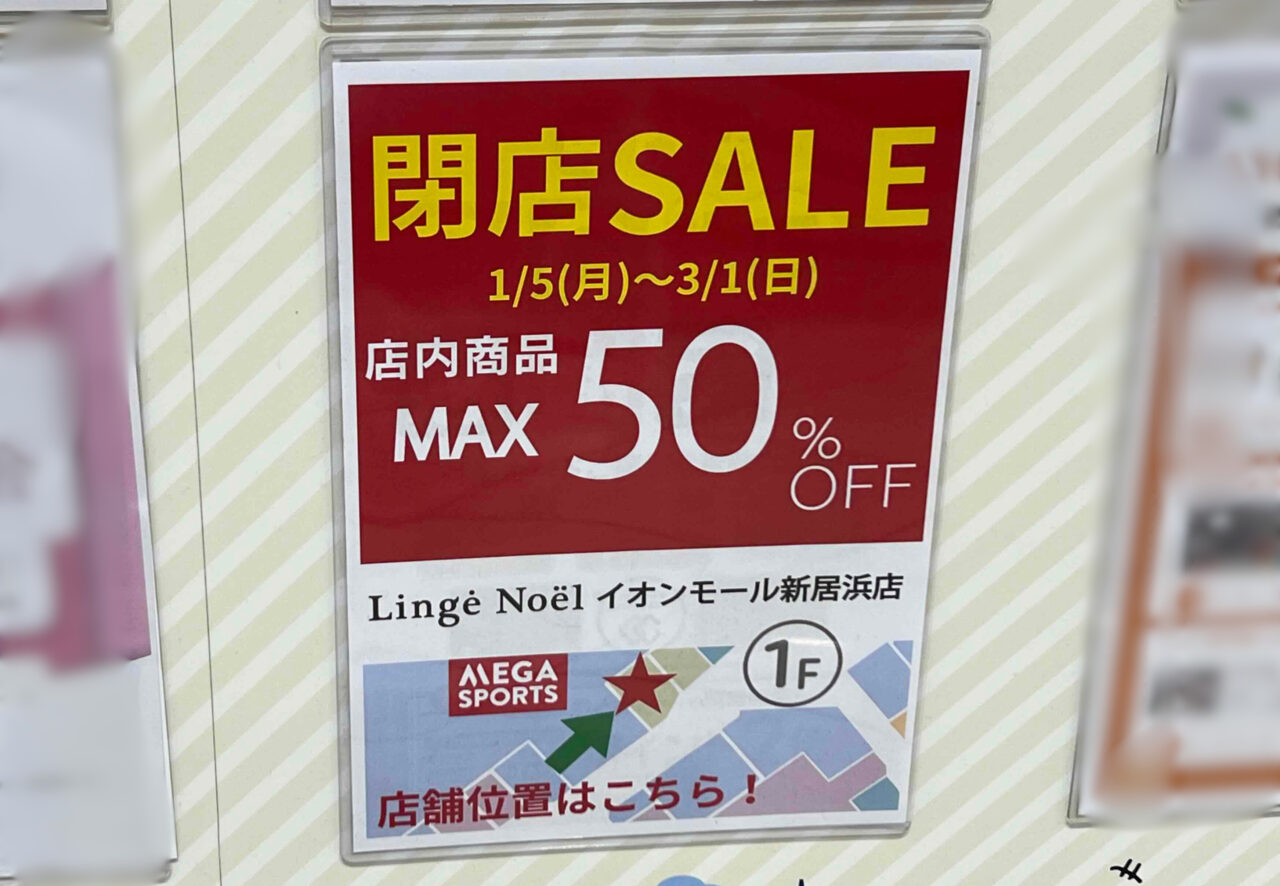 閉店SALE
1/5(月)～3/1(日)
店内商品
MAX 50%OFF
Lingė Noël イオンモール新居浜店
MEGA SPORTS
1F
店舗位置はこちら！